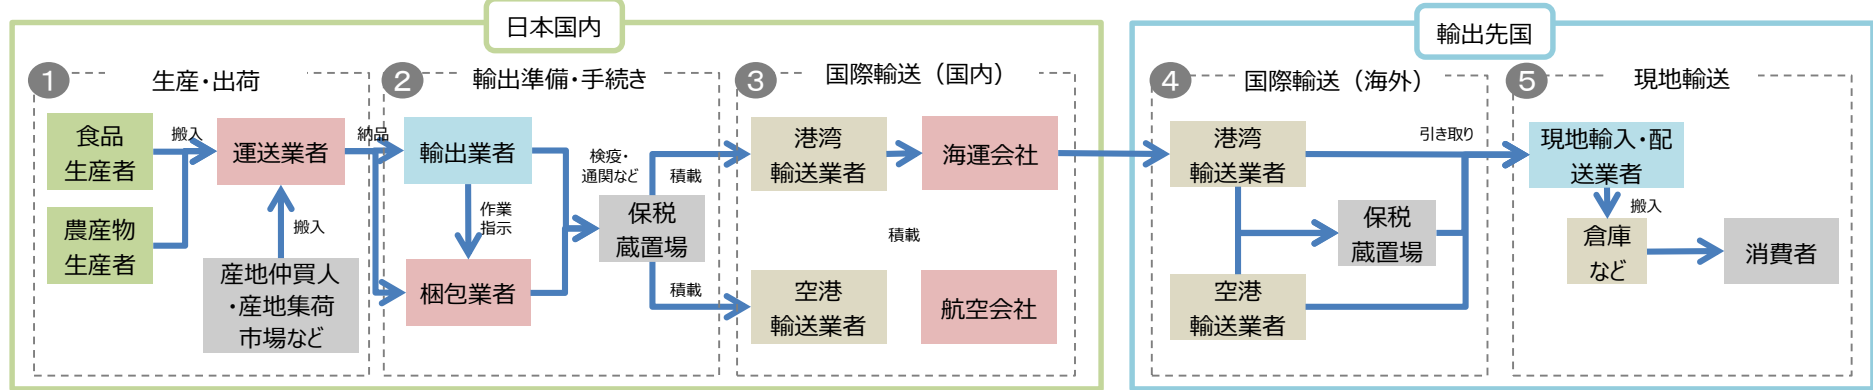 日本国内
輸出先国
1 生産・出荷
食品
生産者
農産物
生産者
搬入
運送業者
搬入
産地仲買人
・産地集荷
市場など
納品
2 輸出準備・手続き
輸出業者
作業
指示
梱包業者
検疫・
通関など
保税
蔵置場
積載
積載
3 国際輸送（国内）
港湾
輸送業者
海運会社
積載
空港
輸送業者
航空会社
4 国際輸送（海外）
港湾
輸送業者
保税
蔵置場
空港
輸送業者
引き取り
5 現地輸送
現地輸入・配
送業者
搬入
倉庫
など
消費者